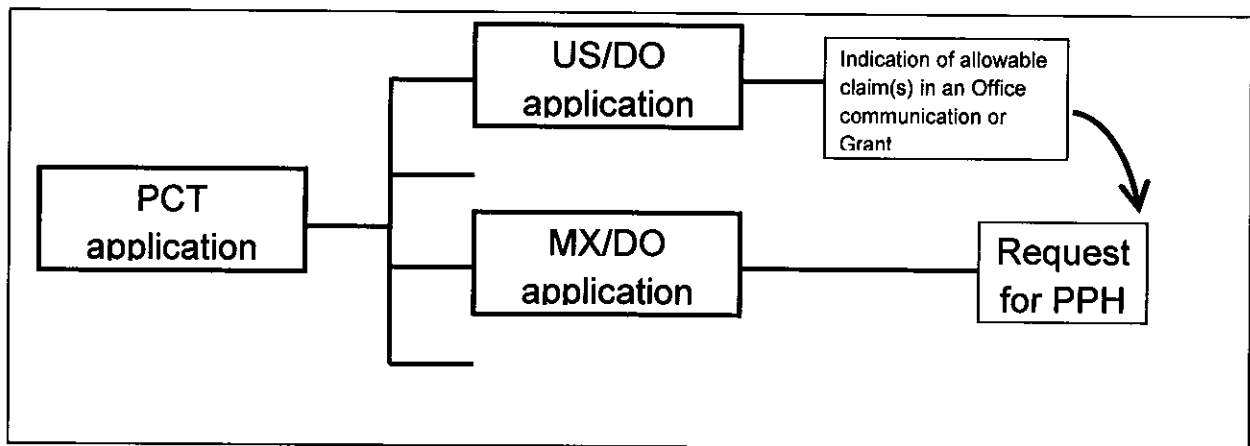 US/DO
application
Indication of allowable
claim(s) in an Office
communication or
Grant
PCT
application
MX/DO
application
Request
for PPH